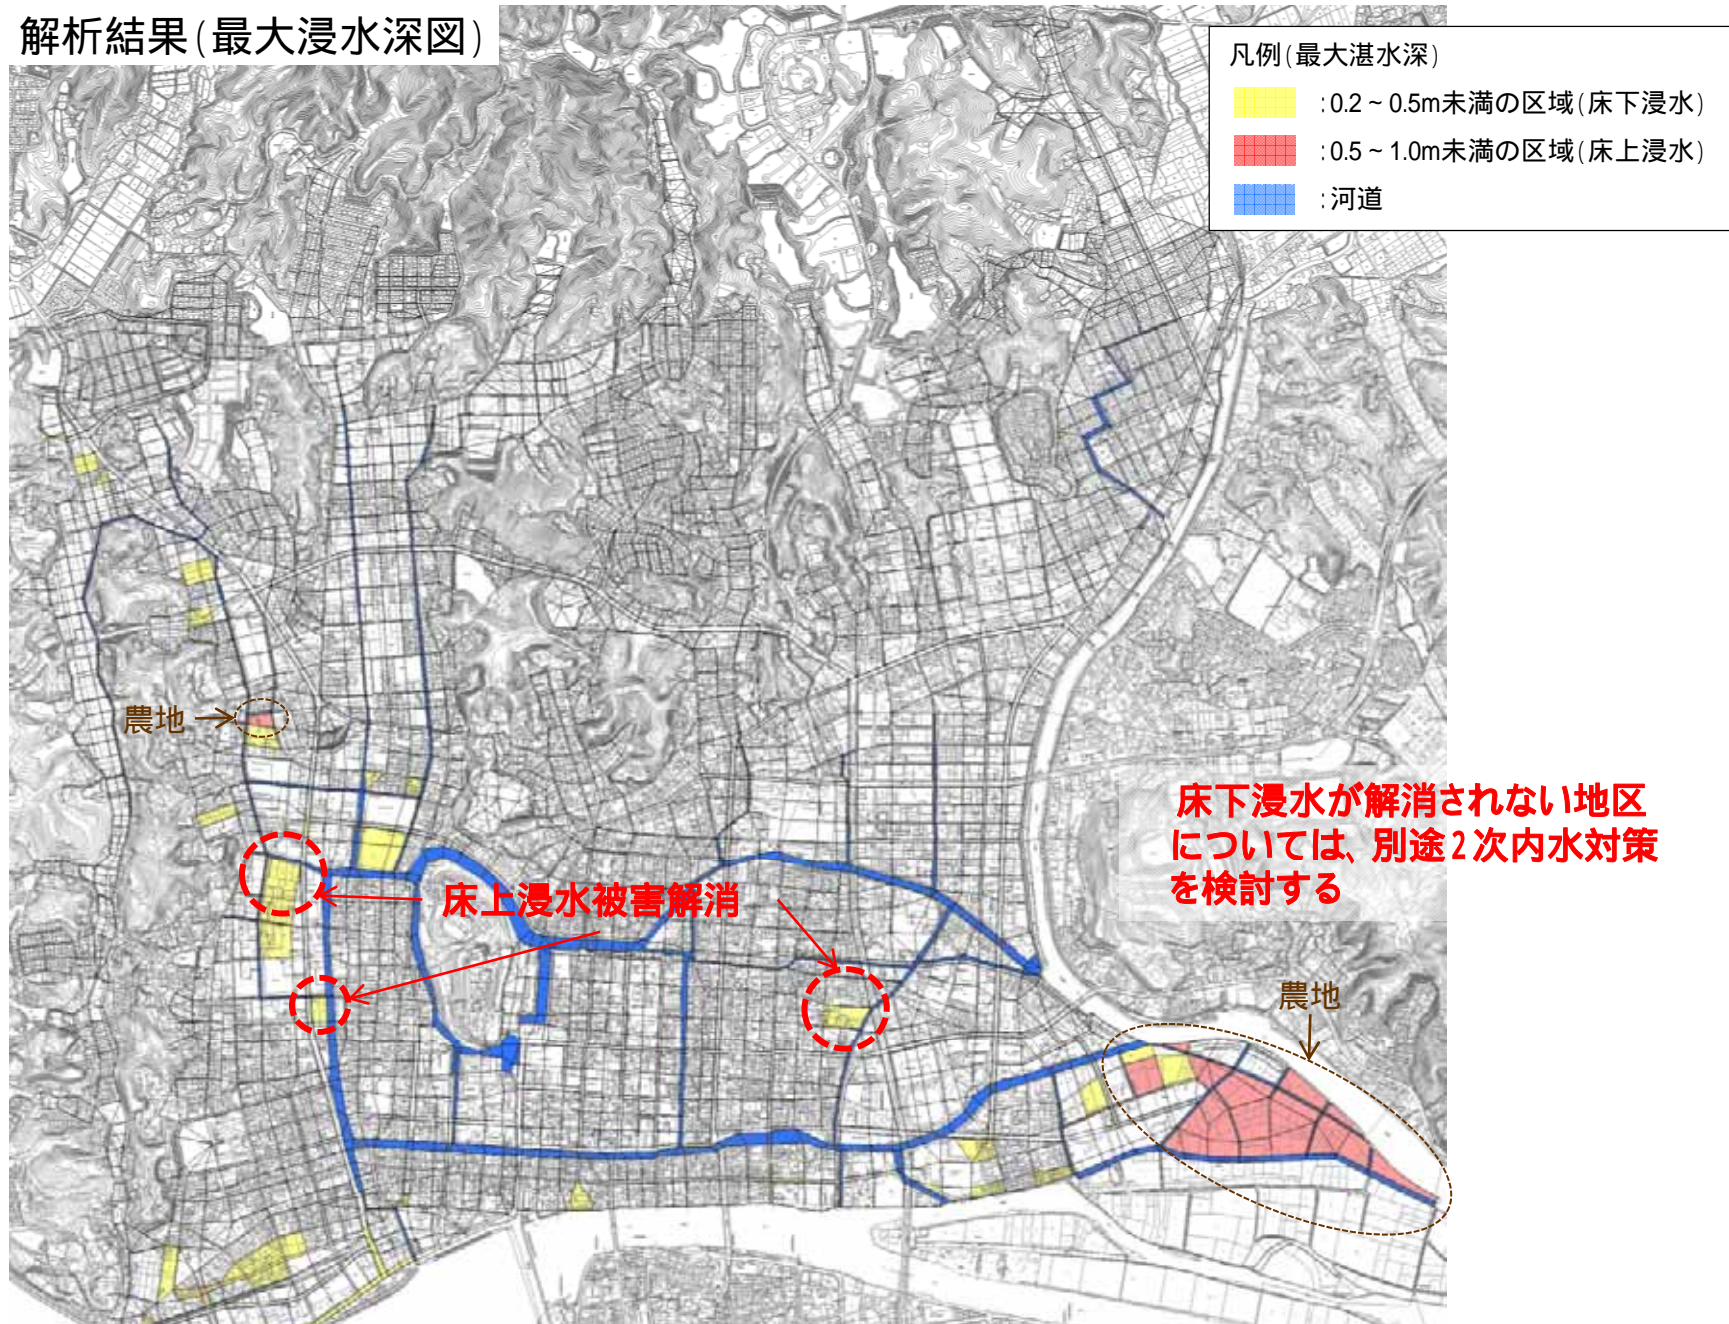 解析結果(最大浸水深図)
凡例(最大湛水深)
:0.2~0.5m未満の区域(床下浸水)
:0.5~1.0m未満の区域(床上浸水)
:河道
農地
床下浸水が解消されない地区
については、別途2次内水対策
を検討する
床上浸水被害解消
農地